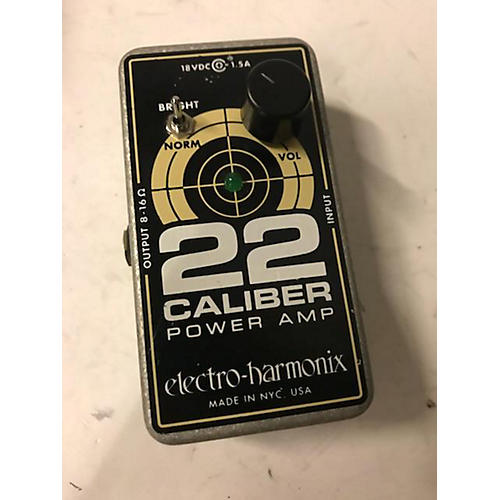 18VDC 1.5A
BRIGHT
NORM
VOL
OUTPUT 8-16Ω
INPUT
22
CALIBER
POWER AMP
electro-harmonix
MADE IN NYC, USA